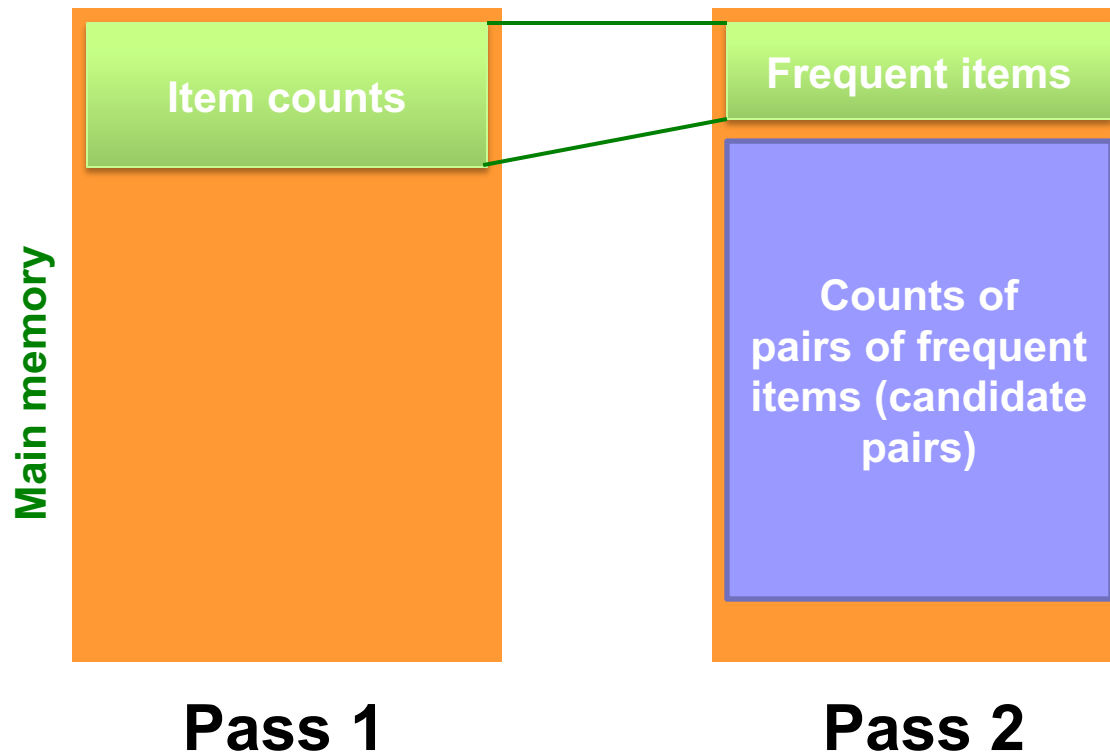 Item counts
Frequent items
Counts of
pairs of frequent
items (candidate
pairs)
Main memory
Pass 1
Pass 2